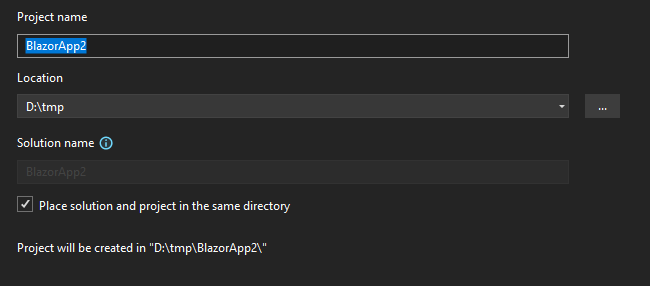 Project name
BlazorApp2
Location
D:\tmp
...
Solution name
BlazorApp2
Place solution and project in the same directory
Project will be created in "D:\tmp\BlazorApp2\"